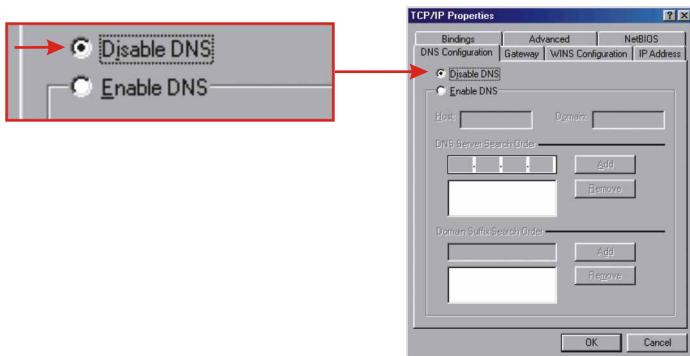 Disable DNS
Enable DNS
TCP/IP Properties
Bindings Advanced NetBIOS
DNS Configuration Gateway WINS Configuration IP Address
Disable DNS
Enable DNS
Host: Domain:
DNS Server Search Order
Add
Remove
Domain Suffix Search Order
Add
Remove
OK Cancel